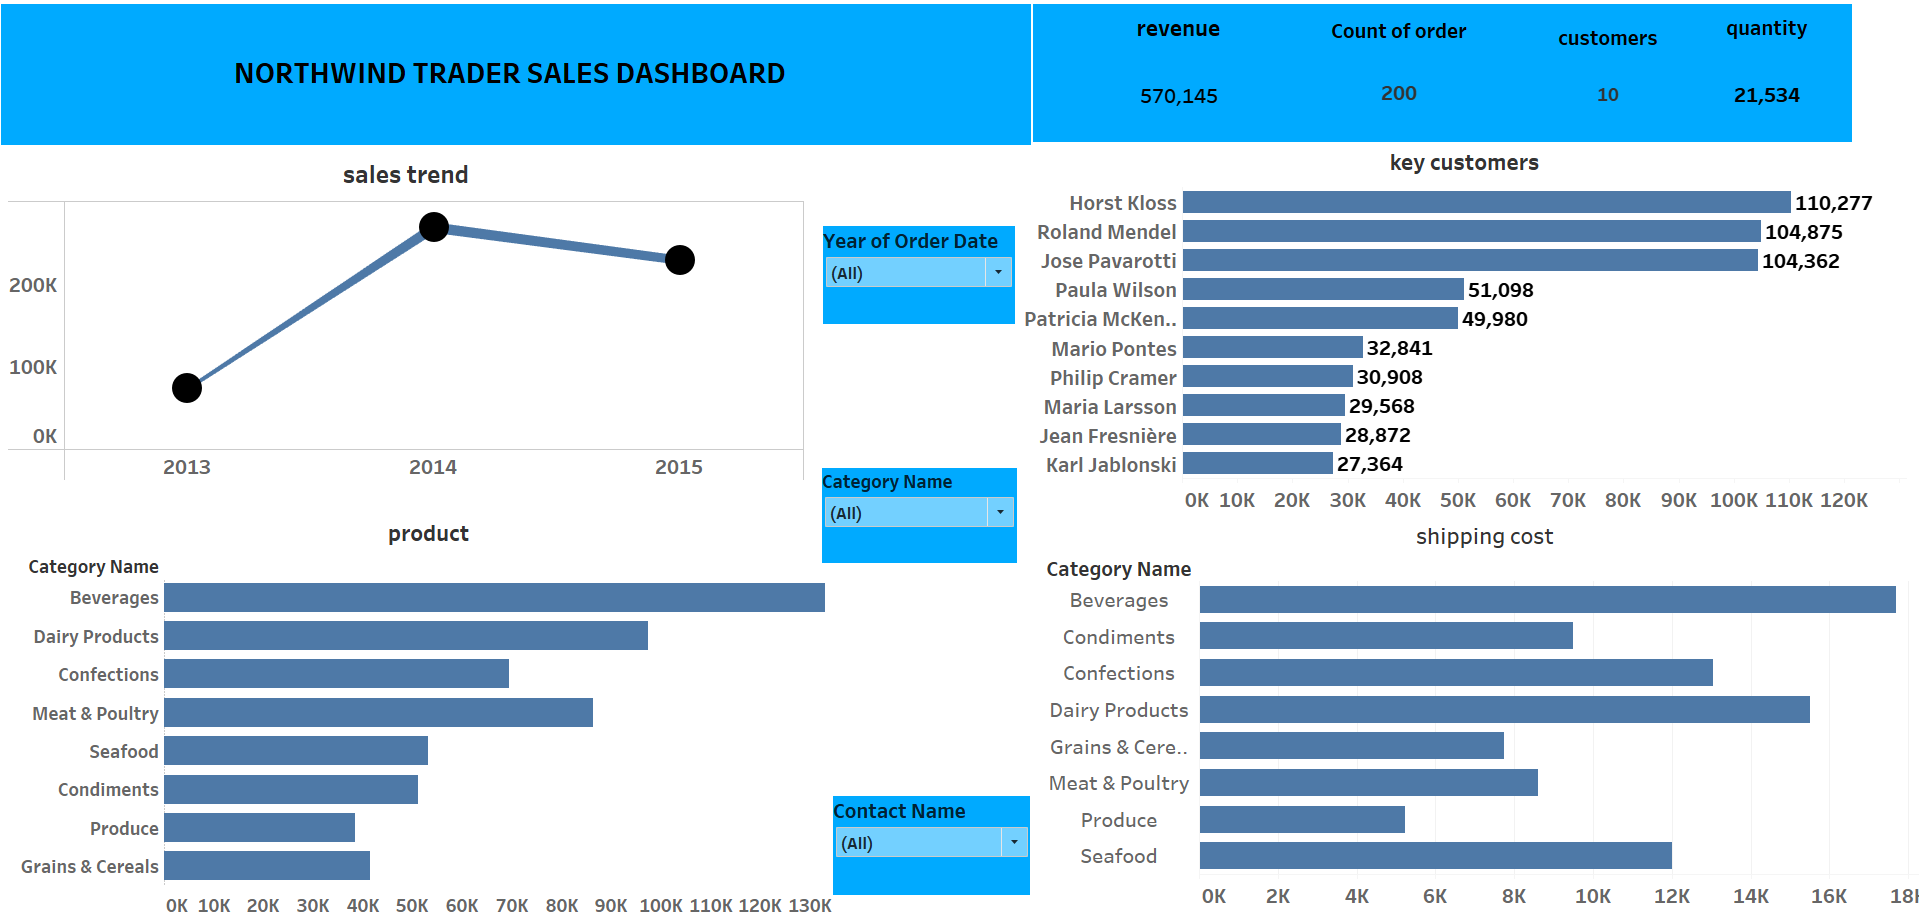 NORTHWIND TRADER SALES DASHBOARD
revenue
Count of order
customers
quantity
570,145
200
10
21,534
sales trend
200K
100K
0K
2013
2014
2015
Year of Order Date
(All)
key customers
Horst Kloss 110,277
Roland Mendel 104,875
Jose Pavarotti 104,362
Paula Wilson 51,098
Patricia McKen.. 49,980
Mario Pontes 32,841
Philip Cramer 30,908
Maria Larsson 29,568
Jean Fresnière 28,872
Karl Jablonski 27,364
0K 10K 20K 30K 40K 50K 60K 70K 80K 90K 100K 110K 120K
Category Name
(All)
product
Category Name
Beverages
Dairy Products
Confections
Meat & Poultry
Seafood
Condiments
Produce
Grains & Cereals
0K 10K 20K 30K 40K 50K 60K 70K 80K 90K 100K 110K 120K 130K
Contact Name
(All)
shipping cost
Category Name
Beverages
Condiments
Confections
Dairy Products
Grains & Cere..
Meat & Poultry
Produce
Seafood
0K 2K 4K 6K 8K 10K 12K 14K 16K 18K